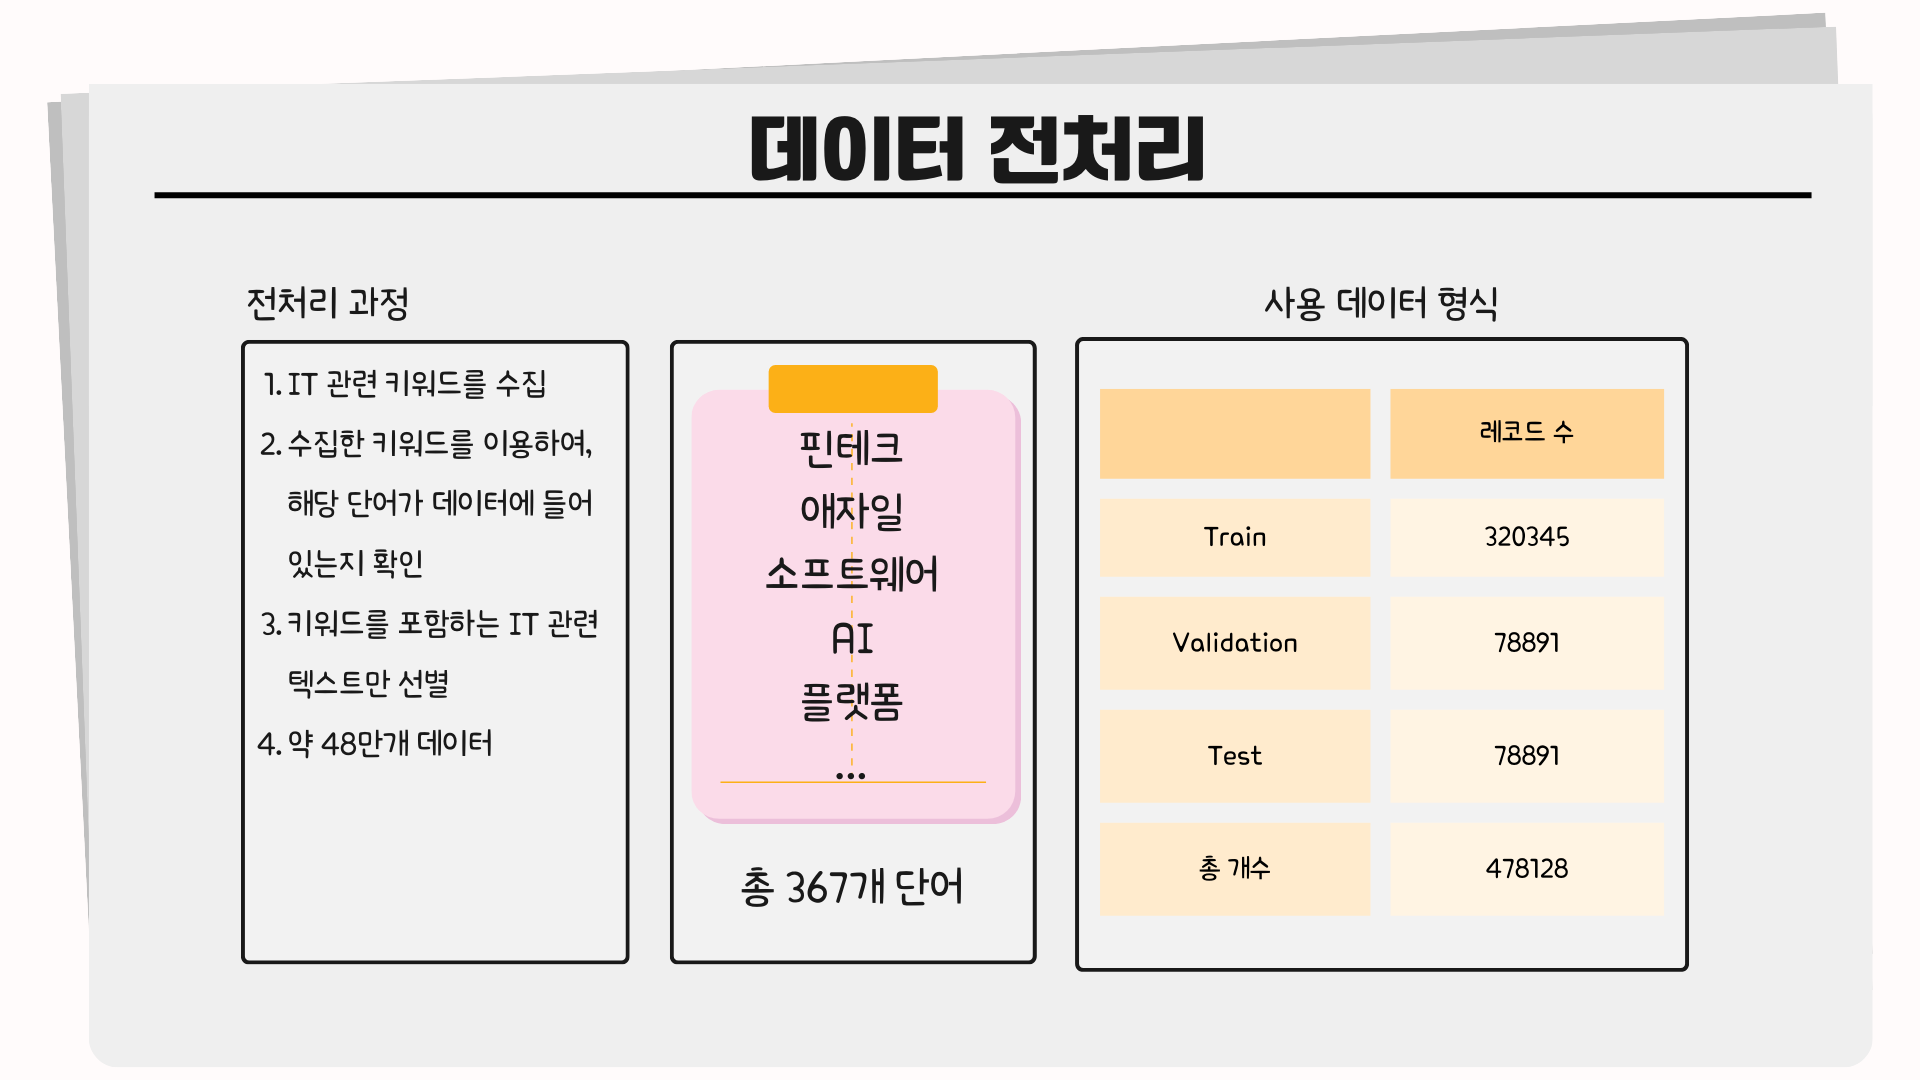 데이터 전처리
전처리 과정
1. IT 관련 키워드를 수집
2. 수집한 키워드를 이용하여,
해당 단어가 데이터에 들어
있는지 확인
3. 키워드를 포함하는 IT 관련
텍스트만 선별
4. 약 48만개 데이터
핀테크
애자일
소프트웨어
AI
플랫폼
...
총 367개 단어
사용 데이터 형식
레코드 수
Train 320345
Validation 78891
Test 78891
총 개수 478128